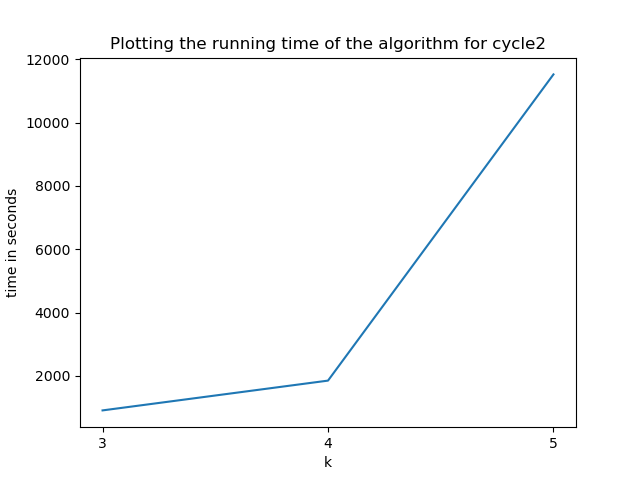 Plotting the running time of the algorithm for cycle2
12000
10000
8000
6000
4000
2000
time in seconds
3 4 5
k